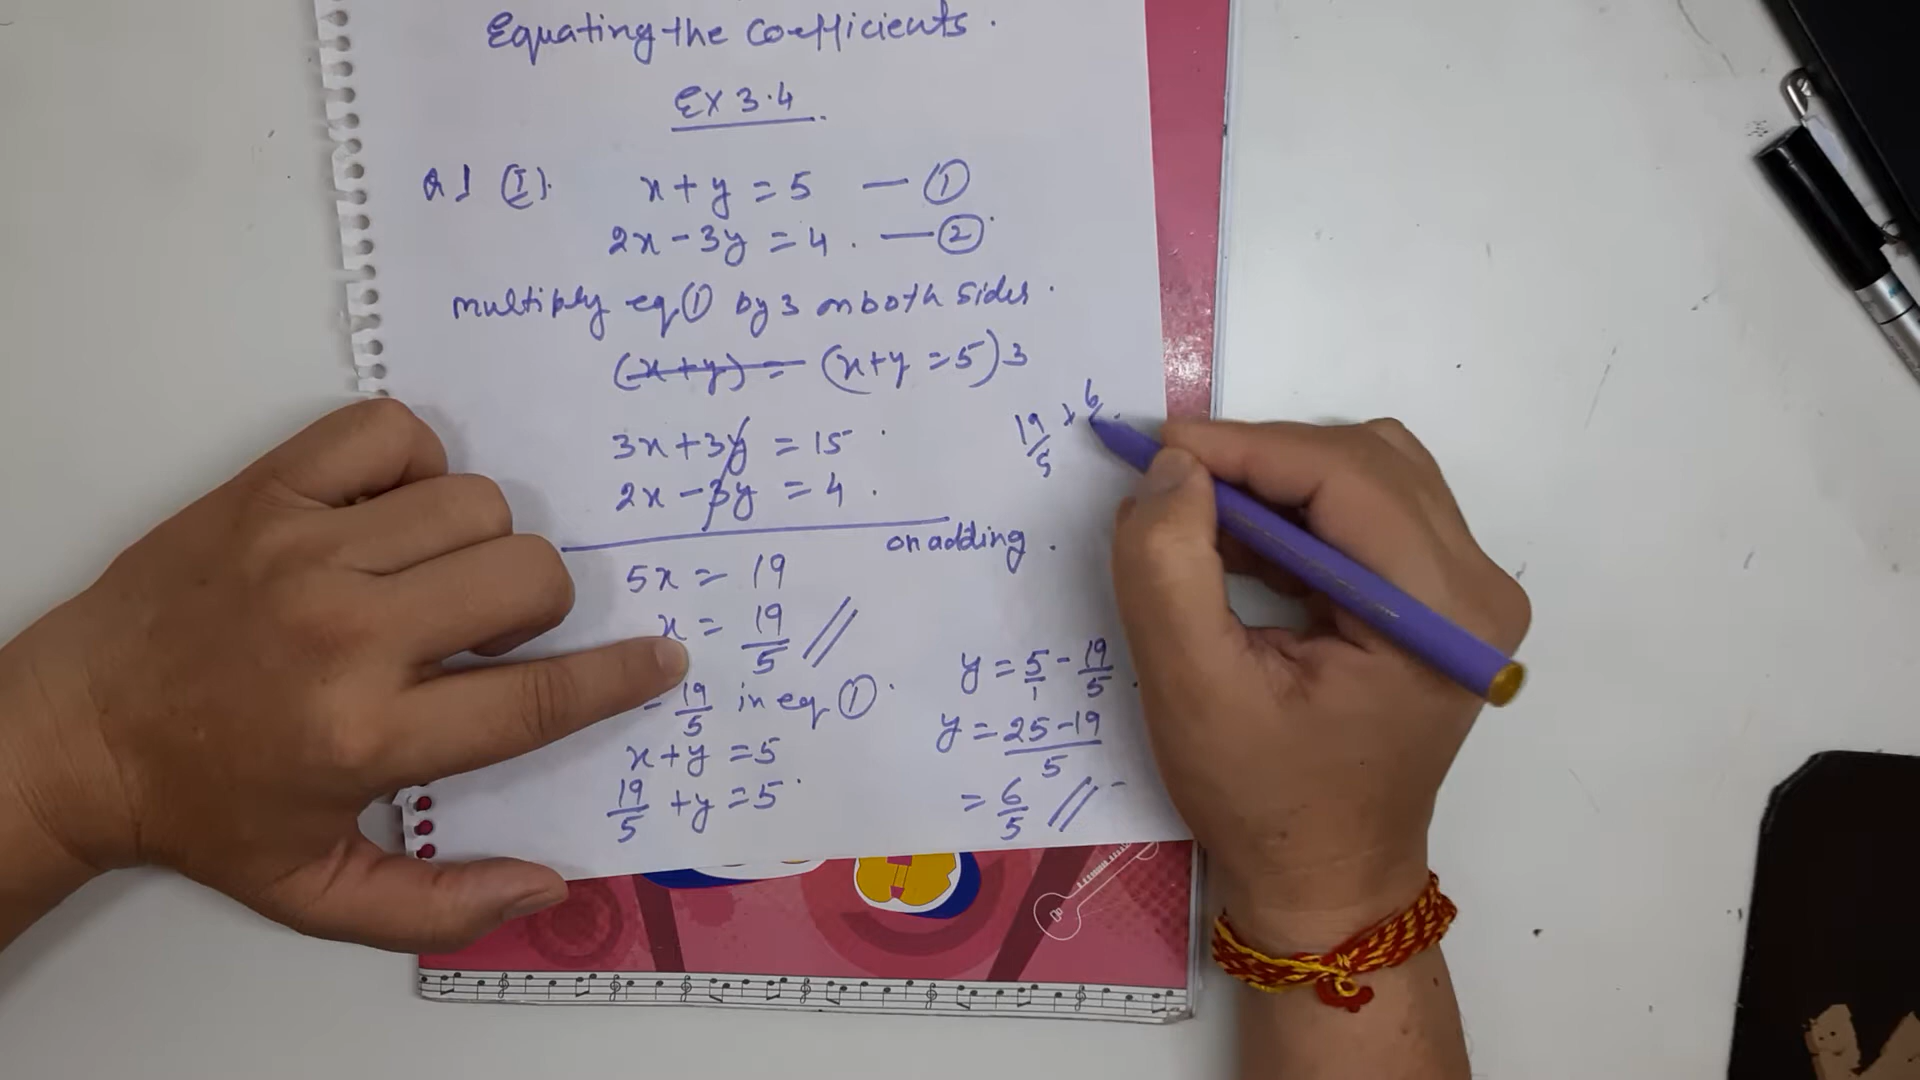 Equating the Coefficients.
EX 3.4
Q1 (I). x + y = 5 — ①
2x - 3y = 4. — ②
multiply eq ① by 3 on both sides.
(x+y) = (x+y = 5)3
3x + 3y = 15
2x - 3y = 4.
on adding.
5x = 19
x = 19/5 //
= 19/5 in eq ①.
x + y = 5
19/5 + y = 5
y = 5/1 - 19/5
y = 25-19/5
= 6/5 //
19/5 + 6/